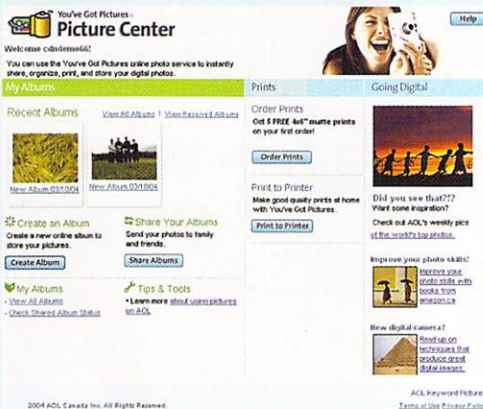 You've Got Pictures
Picture Center
Help
You can use the You've Got Pictures online photo service to instantly
share, organize, print, and store your digital photos.
My Albums
Recent Albums
View All Albums | View Received Albums
New Album 03/10/04
New Album 03/10/04
Create an Album
Create a new online album to
store your pictures.
Create Album
Share Your Albums
Send your photos to family
and friends.
Share Albums
My Albums
- View All Albums
- Check Shared Album Status
Tips & Tools
• Learn more about using pictures
on AOL
Prints
Order Prints
Get 5 FREE 4x6" matte prints
on your first order!
Order Prints
Print to Printer
Make good quality prints at home
with You've Got Pictures.
Print to Printer
Going Digital
Did you see that?!?
Want some inspiration?
Check out AOL's weekly pics
of the world's top photos.
Improve your photo skills!
Improve your
photo skills with
books from
amazon.ca
New digital camera?
Read up on
techniques that
produce great
digital images.
2004 AOL Canada Inc. All Rights Reserved.
AOL Keyword: Picture
Terms of Use Privacy Polic